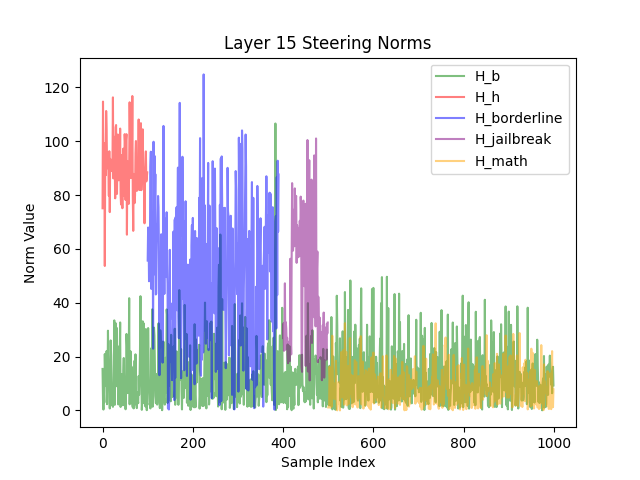 Layer 15 Steering Norms
H_b
H_h
H_borderline
H_jailbreak
H_math
Norm Value
120
100
80
60
40
20
0
0 200 400 600 800 1000
Sample Index